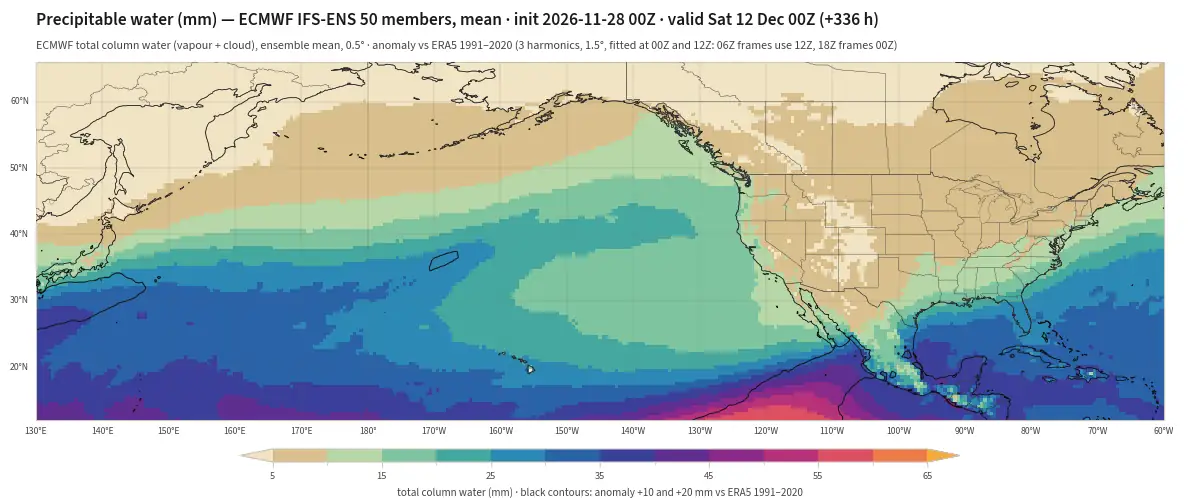 Precipitable water (mm) — ECMWF IFS-ENS 50 members, mean · init 2026-11-28 00Z · valid Sat 12 Dec 00Z (+336 h)
ECMWF total column water (vapour + cloud), ensemble mean, 0.5° · anomaly vs ERA5 1991–2020 (3 harmonics, 1.5°, fitted at 00Z and 12Z: 06Z frames use 12Z, 18Z frames 00Z)
60°N
50°N
40°N
30°N
20°N
130°E 140°E 150°E 160°E 170°E 180° 170°W 160°W 150°W 140°W 130°W 120°W 110°W 100°W 90°W 80°W 70°W 60°W
5 15 25 35 45 55 65
total column water (mm) · black contours: anomaly +10 and +20 mm vs ERA5 1991–2020